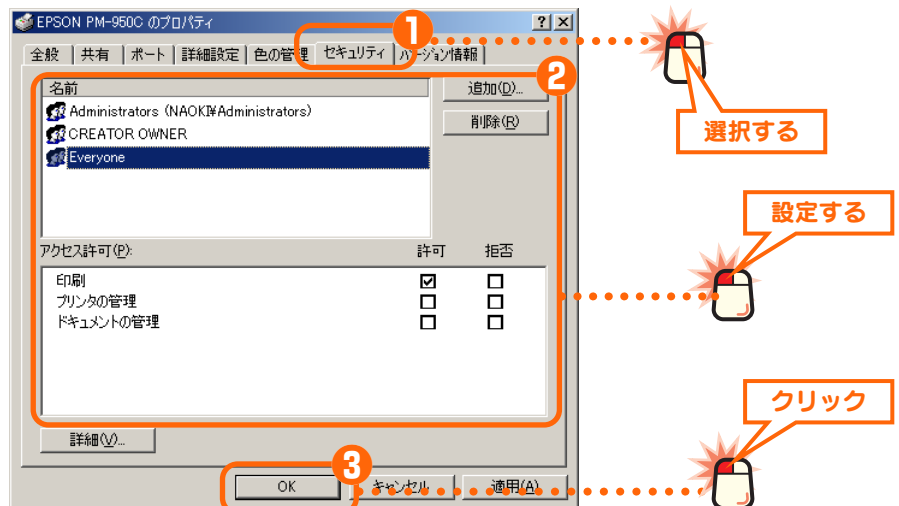 EPSON PM-950C のプロパティ
? ×
全般 共有 ポート 詳細設定 色の管理 セキュリティ バージョン情報
1
選択する
2
名前
追加(D)...
Administrators (NAOKI¥Administrators)
削除(R)
CREATOR OWNER
Everyone
設定する
アクセス許可(P): 許可 拒否
印刷
プリンタの管理
ドキュメントの管理
クリック
詳細(V)...
3
OK キャンセル 適用(A)